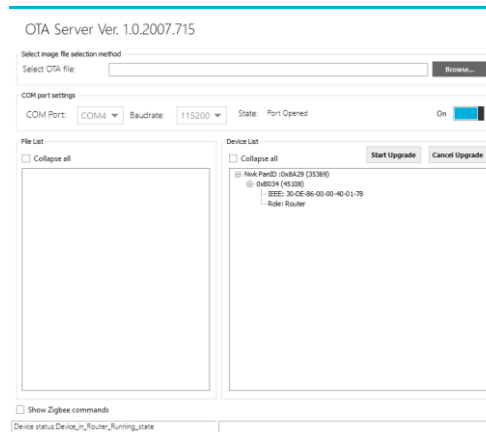 OTA Server Ver. 1.0.2007.715
Select image file selection method
Select OTA file:
Browse...
COM port settings
COM Port: COM4 Baudrate: 115200 State: Port Opened On
File List
Collapse all
Device List
Collapse all
Start Upgrade Cancel Upgrade
Nwk PanID :0x8A29 (35369)
0xB034 (45108)
IEEE: 30-DE-86-00-00-40-01-78
Role: Router
Show Zigbee commands
Device status:Device_in_Router_Running_state